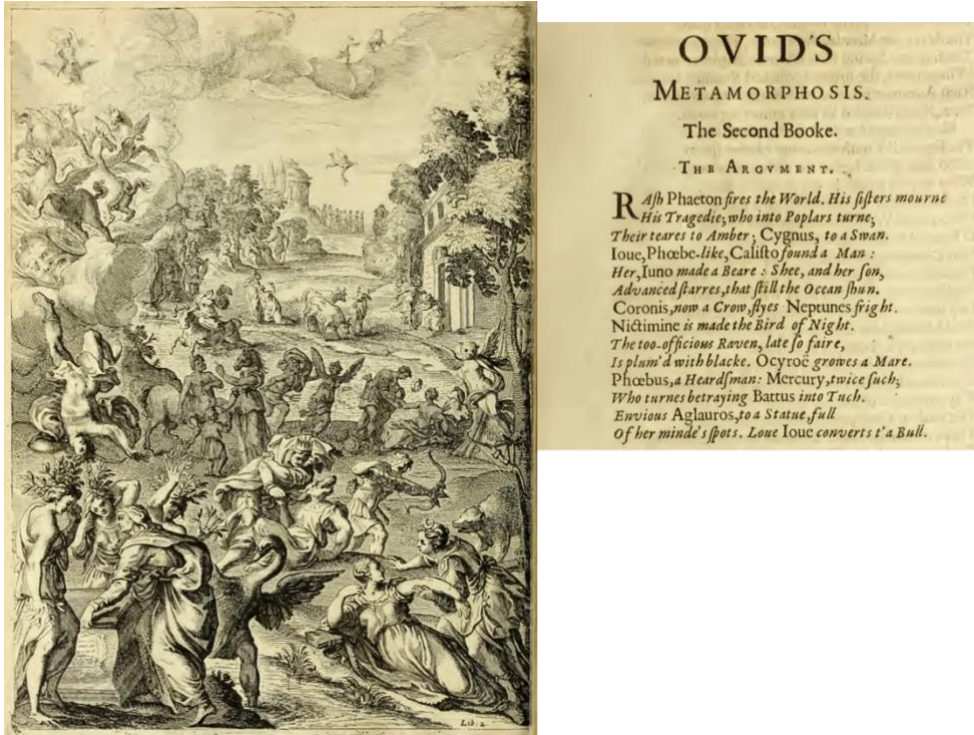 OVID'S
METAMORPHOSIS.
The Second Booke.
THE ARGVMENT.
RAſh Phaeton fires the World. His ſiſters mourne
His Tragedie; who into Poplars turne;
Their teares to Amber; Cygnus, to a Swan.
Ioue, Phœbe-like, Caliſto found a Man:
Her, Iuno made a Beare: Shee, and her ſon,
Advanced ſtarres, that ſtill the Ocean ſhun.
Coronis, now a Crow, flyes Neptunes fright.
Nictimine is made the Bird of Night.
The too-officious Raven, late ſo faire,
Is plum'd with blacke. Ocyroë growes a Mare.
Phœbus, a Heardſman: Mercury, twice ſuch;
Who turnes betraying Battus into Tuch.
Envious Aglauros, to a Statue, full
Of her minde's ſpots. Loue Ioue converts t'a Bull.
Lib: 2.